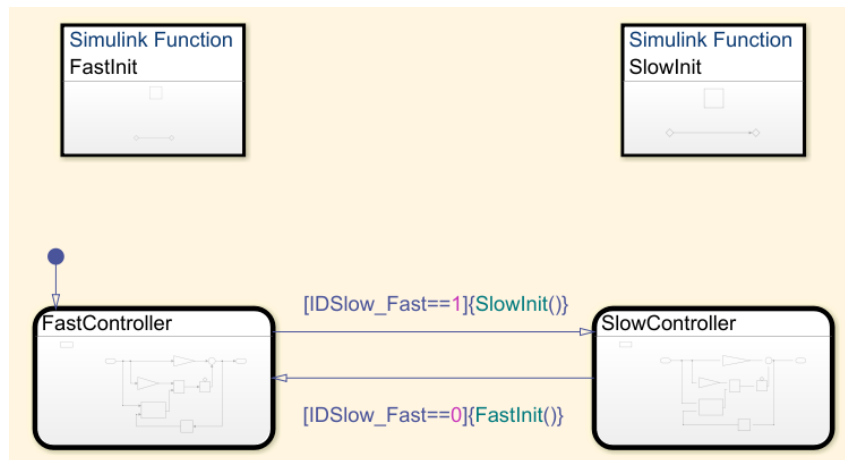 Simulink Function
FastInit
Simulink Function
SlowInit
[IDSlow_Fast==1]{SlowInit()}
FastController
SlowController
[IDSlow_Fast==0]{FastInit()}